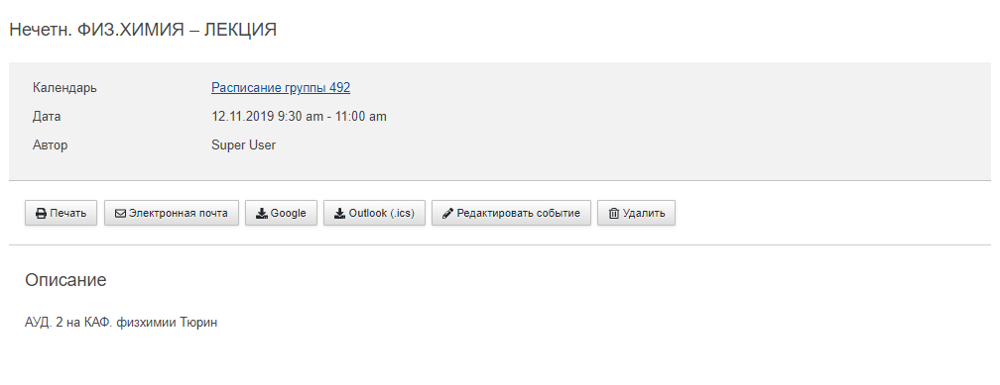 Нечетн. ФИЗ.ХИМИЯ – ЛЕКЦИЯ
Календарь Расписание группы 492
Дата 12.11.2019 9:30 am - 11:00 am
Автор Super User
Печать Электронная почта Google Outlook (.ics) Редактировать событие Удалить
Описание
АУД. 2 на КАФ. физхимии Тюрин